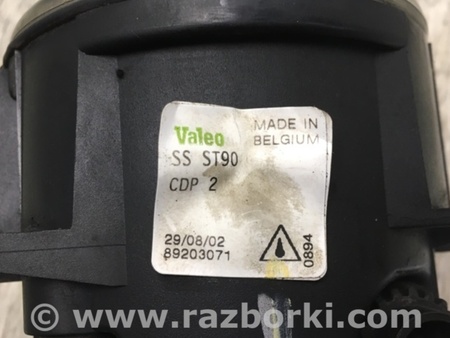 Valeo
MADE IN
BELGIUM
SS ST90
CDP 2
29/08/02
89203071
0894
www.razborki.com